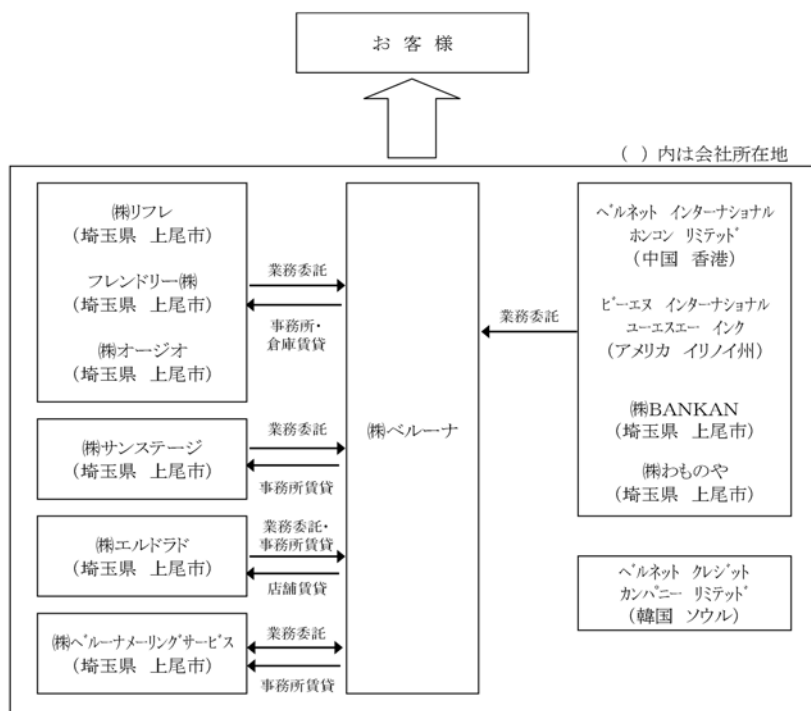 お 客 様
（ ）内は会社所在地
㈱リフレ
（埼玉県 上尾市）
フレンドリー㈱
（埼玉県 上尾市）
㈱オージオ
（埼玉県 上尾市）
業務委託
事務所・
倉庫賃貸
㈱サンステージ
（埼玉県 上尾市）
業務委託
事務所賃貸
㈱エルドラド
（埼玉県 上尾市）
業務委託・
事務所賃貸
店舗賃貸
㈱ベルーナメーリングサービス
（埼玉県 上尾市）
業務委託
事務所賃貸
㈱ベルーナ
業務委託
ベルネット インターナショナル
ホンコン リミテッド
（中国 香港）
ビーエヌ インターナショナル
ユーエスエー インク
（アメリカ イリノイ州）
㈱BANKAN
（埼玉県 上尾市）
㈱わものや
（埼玉県 上尾市）
ベルネット クレジット
カンパニー リミテッド
（韓国 ソウル）